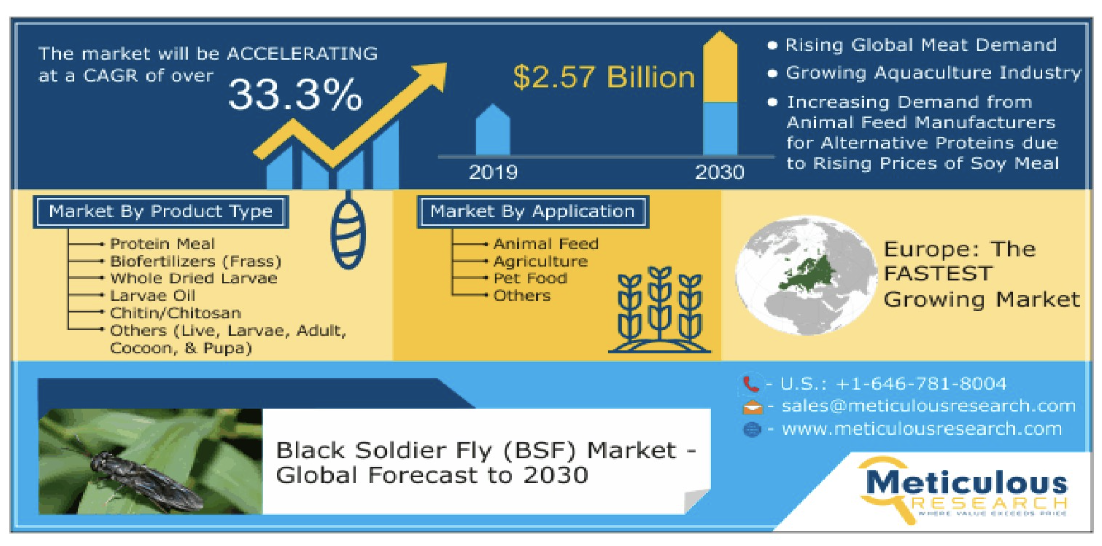 The market will be ACCELERATING
at a CAGR of over
33.3%
$2.57 Billion
2019
2030
Rising Global Meat Demand
Growing Aquaculture Industry
Increasing Demand from
Animal Feed Manufacturers
for Alternative Proteins due
to Rising Prices of Soy Meal
Market By Product Type
Protein Meal
Biofertilizers (Frass)
Whole Dried Larvae
Larvae Oil
Chitin/Chitosan
Others (Live, Larvae, Adult,
Cocoon, & Pupa)
Market By Application
Animal Feed
Agriculture
Pet Food
Others
Europe: The
FASTEST
Growing Market
- U.S.: +1-646-781-8004
- sales@meticulousresearch.com
- www.meticulousresearch.com
Black Soldier Fly (BSF) Market -
Global Forecast to 2030
Meticulous
RESEARCH
WHERE VALUE EXCEEDS PRICE